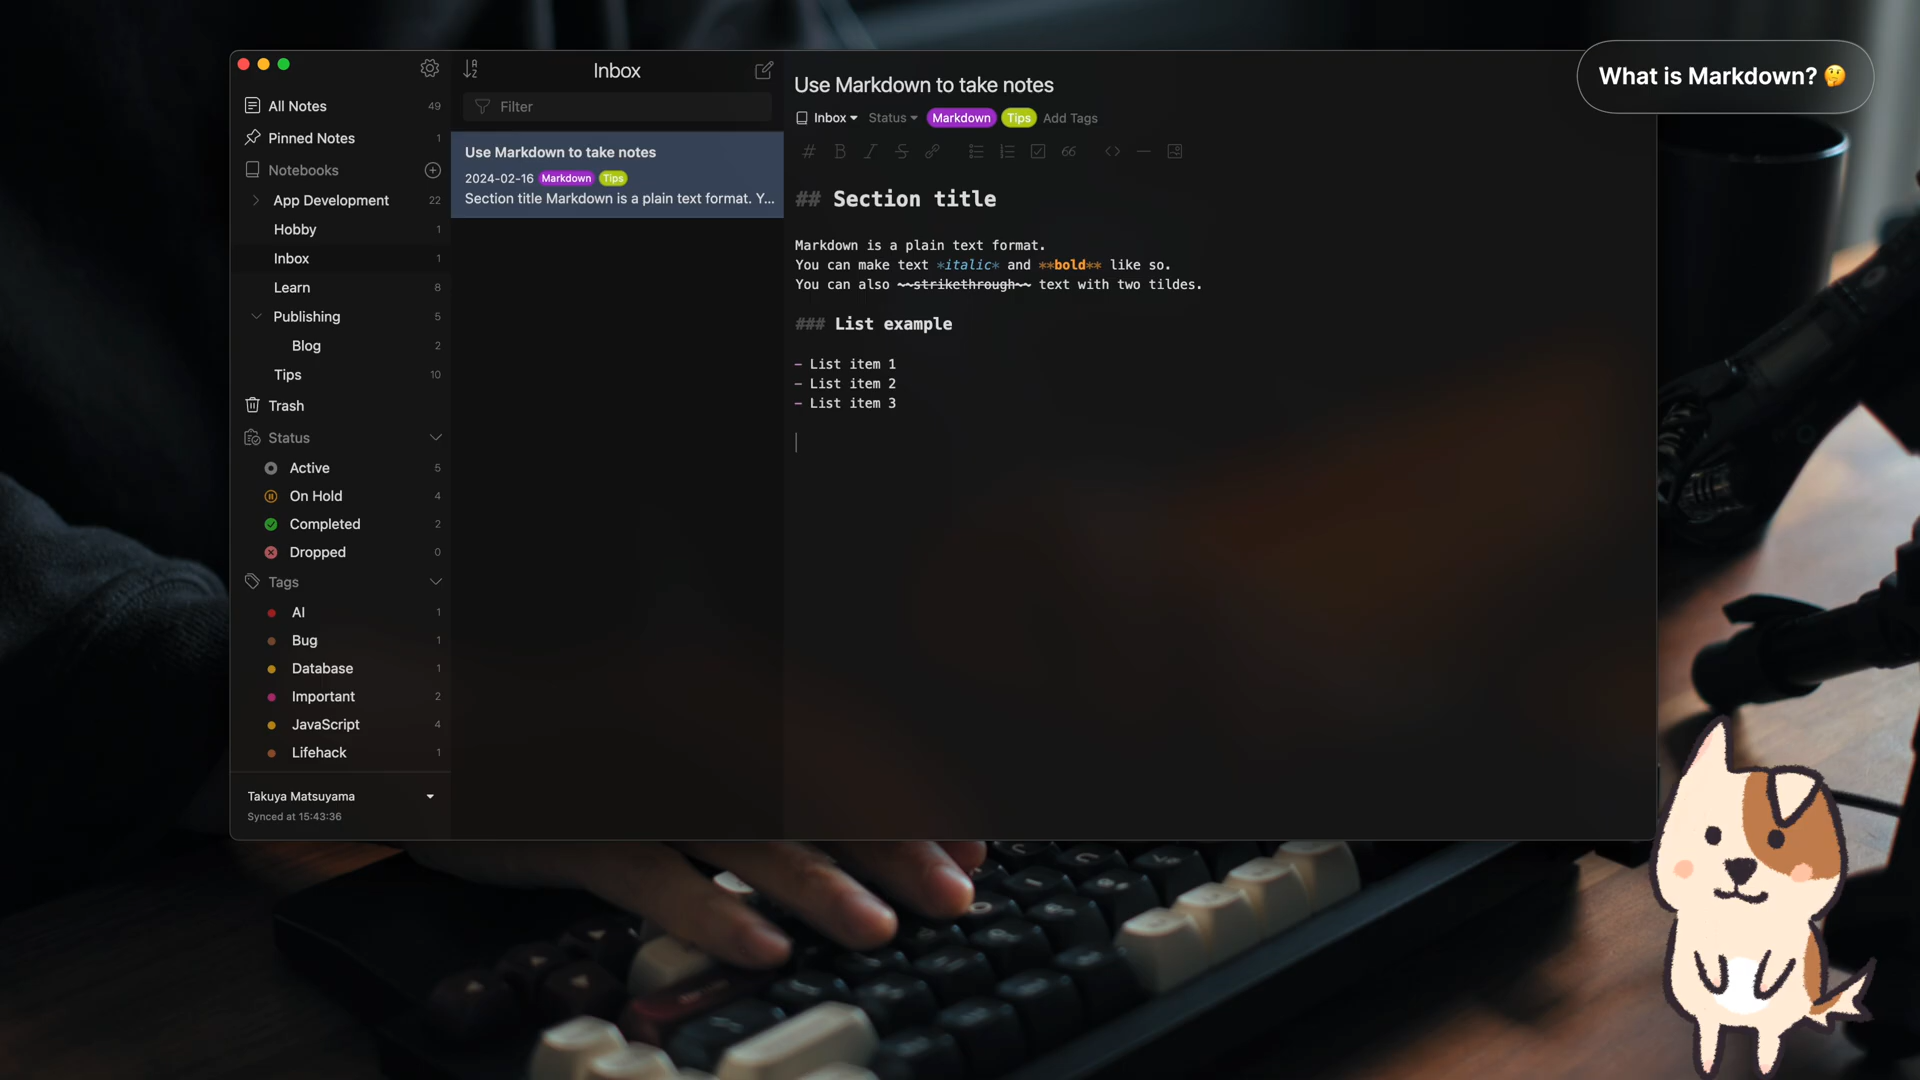 Inbox
All Notes 49
Pinned Notes 1
Notebooks
App Development 22
Hobby 1
Inbox 1
Learn 8
Publishing 5
Blog 2
Tips 10
Trash
Status
Active 5
On Hold 4
Completed 2
Dropped 0
Tags
AI 1
Bug 1
Database 1
Important 2
JavaScript 4
Lifehack 1
Takuya Matsuyama
Synced at 15:43:36
Filter
Use Markdown to take notes
2024-02-16 Markdown Tips
Section title Markdown is a plain text format. Y...
Use Markdown to take notes
Inbox Status Markdown Tips Add Tags
## Section title
Markdown is a plain text format.
You can make text *italic* and **bold** like so.
You can also ~~strikethrough~~ text with two tildes.
### List example
- List item 1
- List item 2
- List item 3
What is Markdown? 🤔